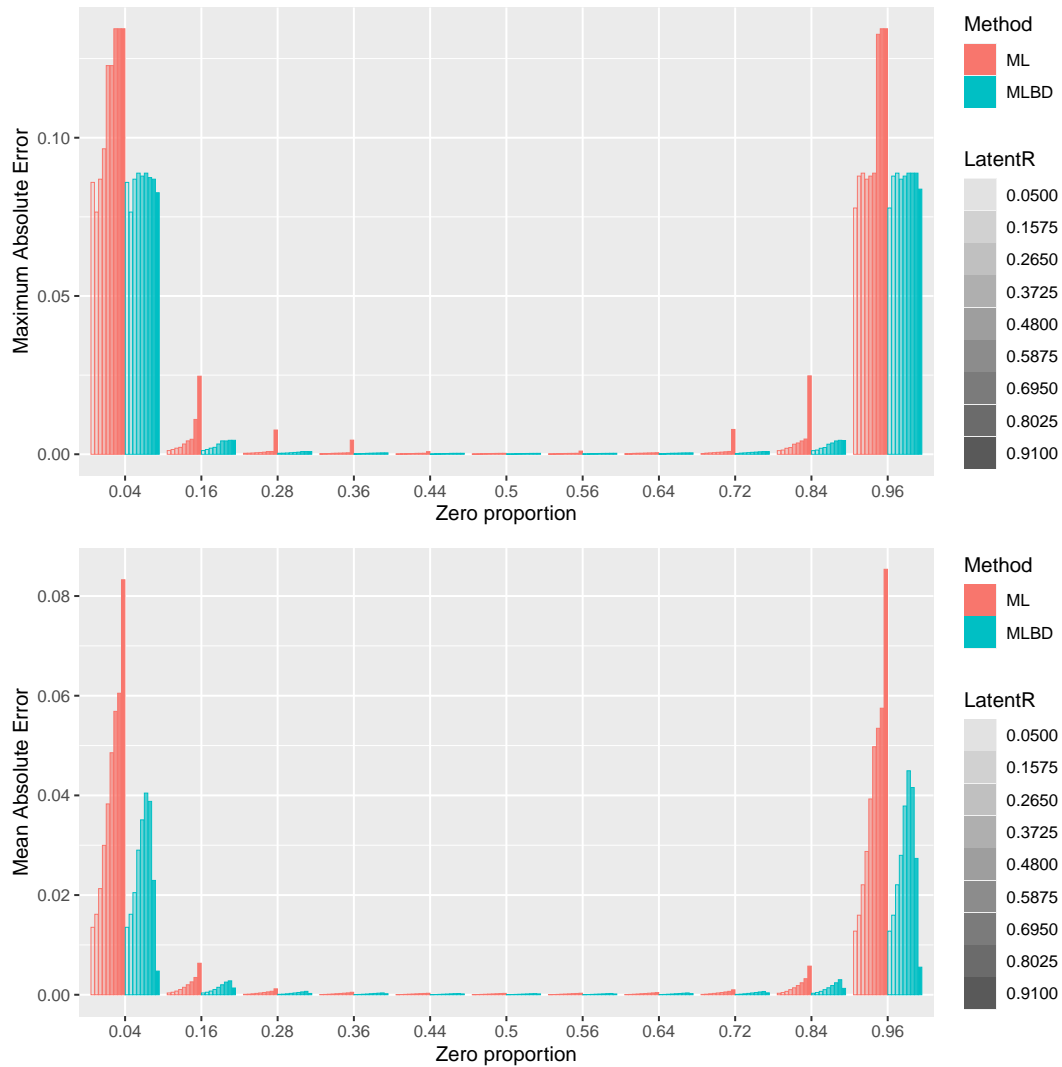 Maximum Absolute Error
0.10
0.05
0.00
0.04 0.16 0.28 0.36 0.44 0.5 0.56 0.64 0.72 0.84 0.96
Zero proportion
Method
ML
MLBD
LatentR
0.0500
0.1575
0.2650
0.3725
0.4800
0.5875
0.6950
0.8025
0.9100
Mean Absolute Error
0.08
0.06
0.04
0.02
0.00
0.04 0.16 0.28 0.36 0.44 0.5 0.56 0.64 0.72 0.84 0.96
Zero proportion
Method
ML
MLBD
LatentR
0.0500
0.1575
0.2650
0.3725
0.4800
0.5875
0.6950
0.8025
0.9100